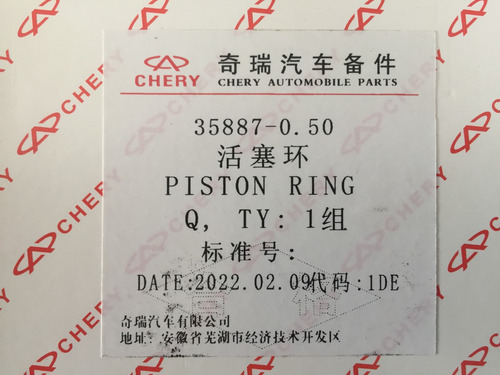 CHERY
奇瑞汽车备件
CHERY AUTOMOBILE PARTS
35887-0.50
活塞环
PISTON RING
Q, TY: 1组
标准号:
DATE:2022.02.09代码:1DE
奇瑞汽车有限公司
地址: 安徽省芜湖市经济技术开发区